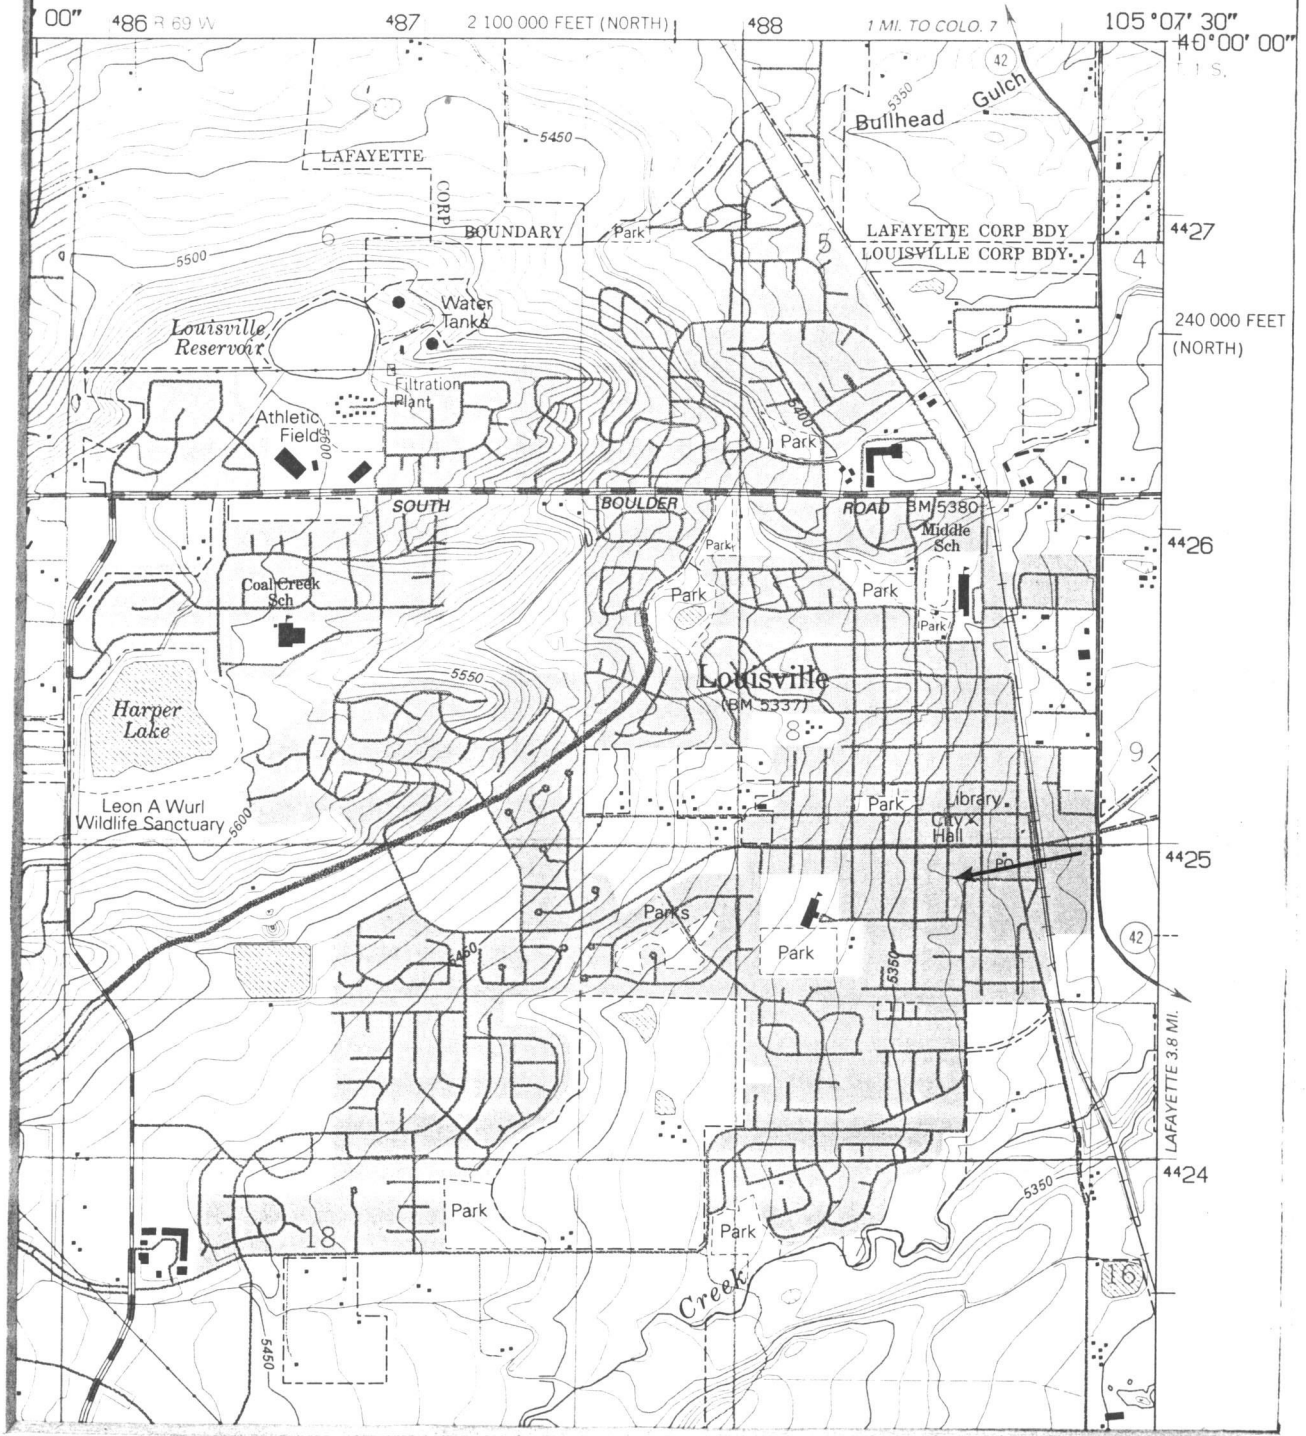 ' 00"
⁴86 R 69 W
487
2 100 000 FEET (NORTH)
⁴88
1 MI. TO COLO. 7
105°07' 30"
40°00' 00"
42
5350
Gulch
Bullhead
5450
LAFAYETTE
CORP
BOUNDARY
Park
6
5
LAFAYETTE CORP BDY
LOUISVILLE CORP BDY
⁴⁴27
4
5500
Water
Tanks
Louisville
Reservoir
240 000 FEET
(NORTH)
Filtration
Plant
Athletic
Field
5600
5400
Park
SOUTH
BOULDER
ROAD
BM 5380
Middle
Sch
⁴⁴26
Park
Coal Creek
Sch
Park
Park
Park
5550
Louisville
(BM 5337)
Harper
Lake
8
9
Leon A Wurl
Wildlife Sanctuary
5600
Park
Library
City
Hall
PO
⁴⁴25
Parks
Park
5450
5350
42
LAFAYETTE 3.8 MI.
⁴⁴24
5350
Park
18
Park
Creek
16
5450